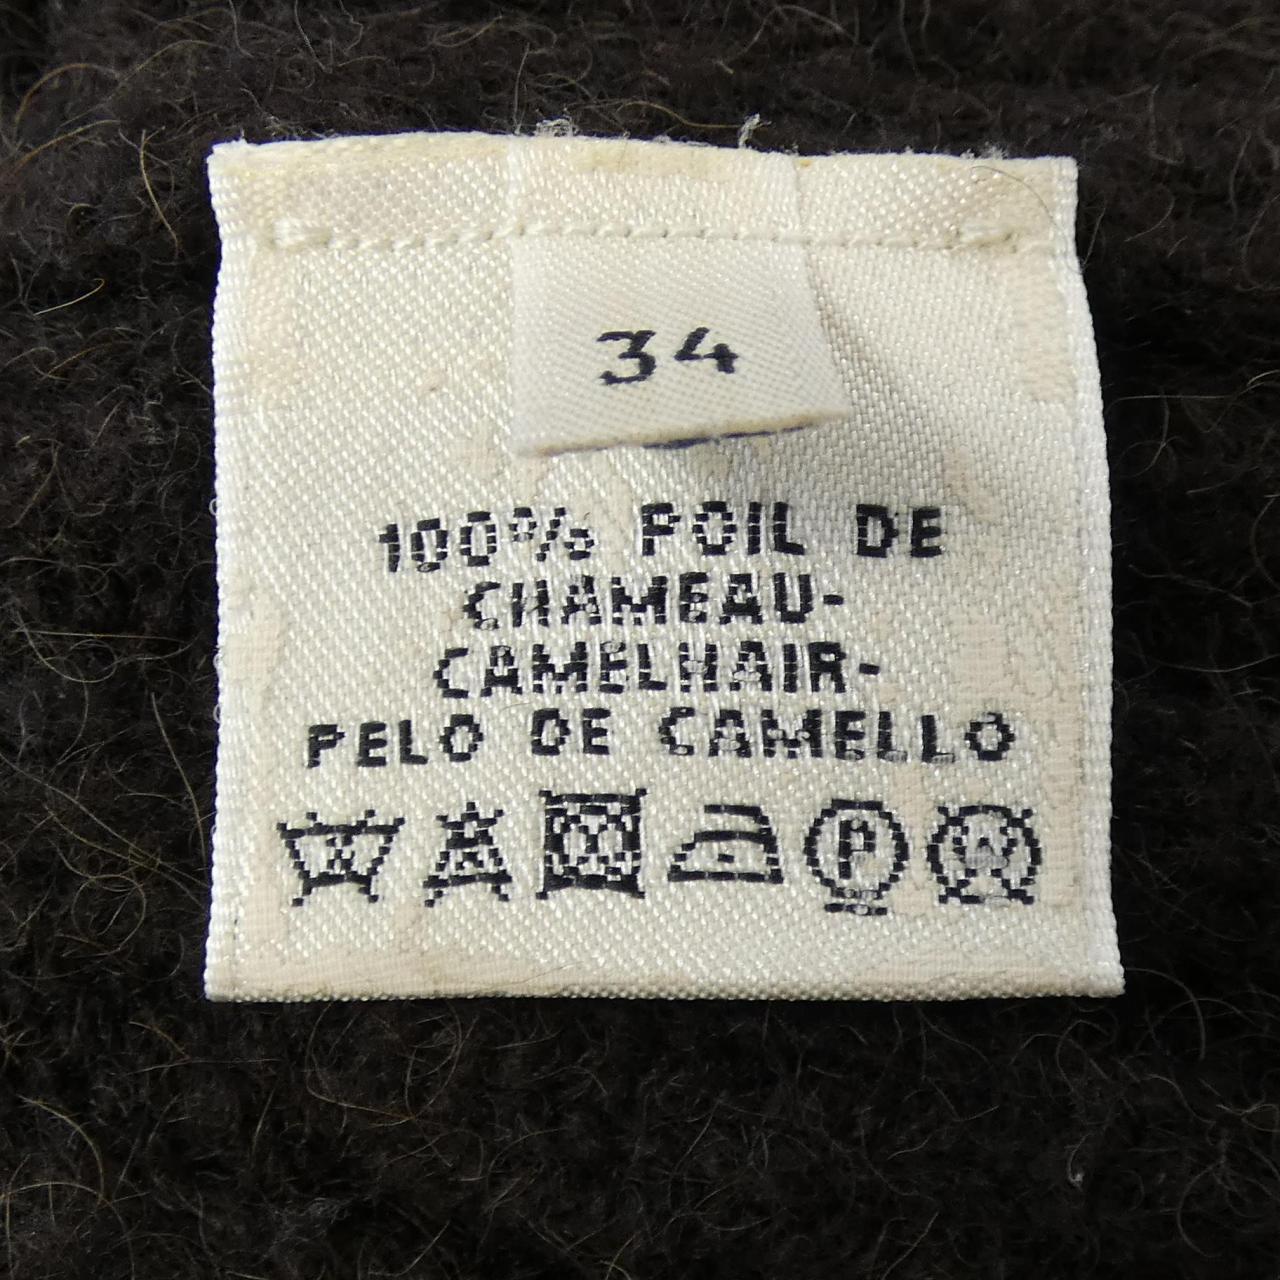 34
100% POIL DE
CHAMEAU-
CAMELHAIR-
PELO DE CAMELLO
P W